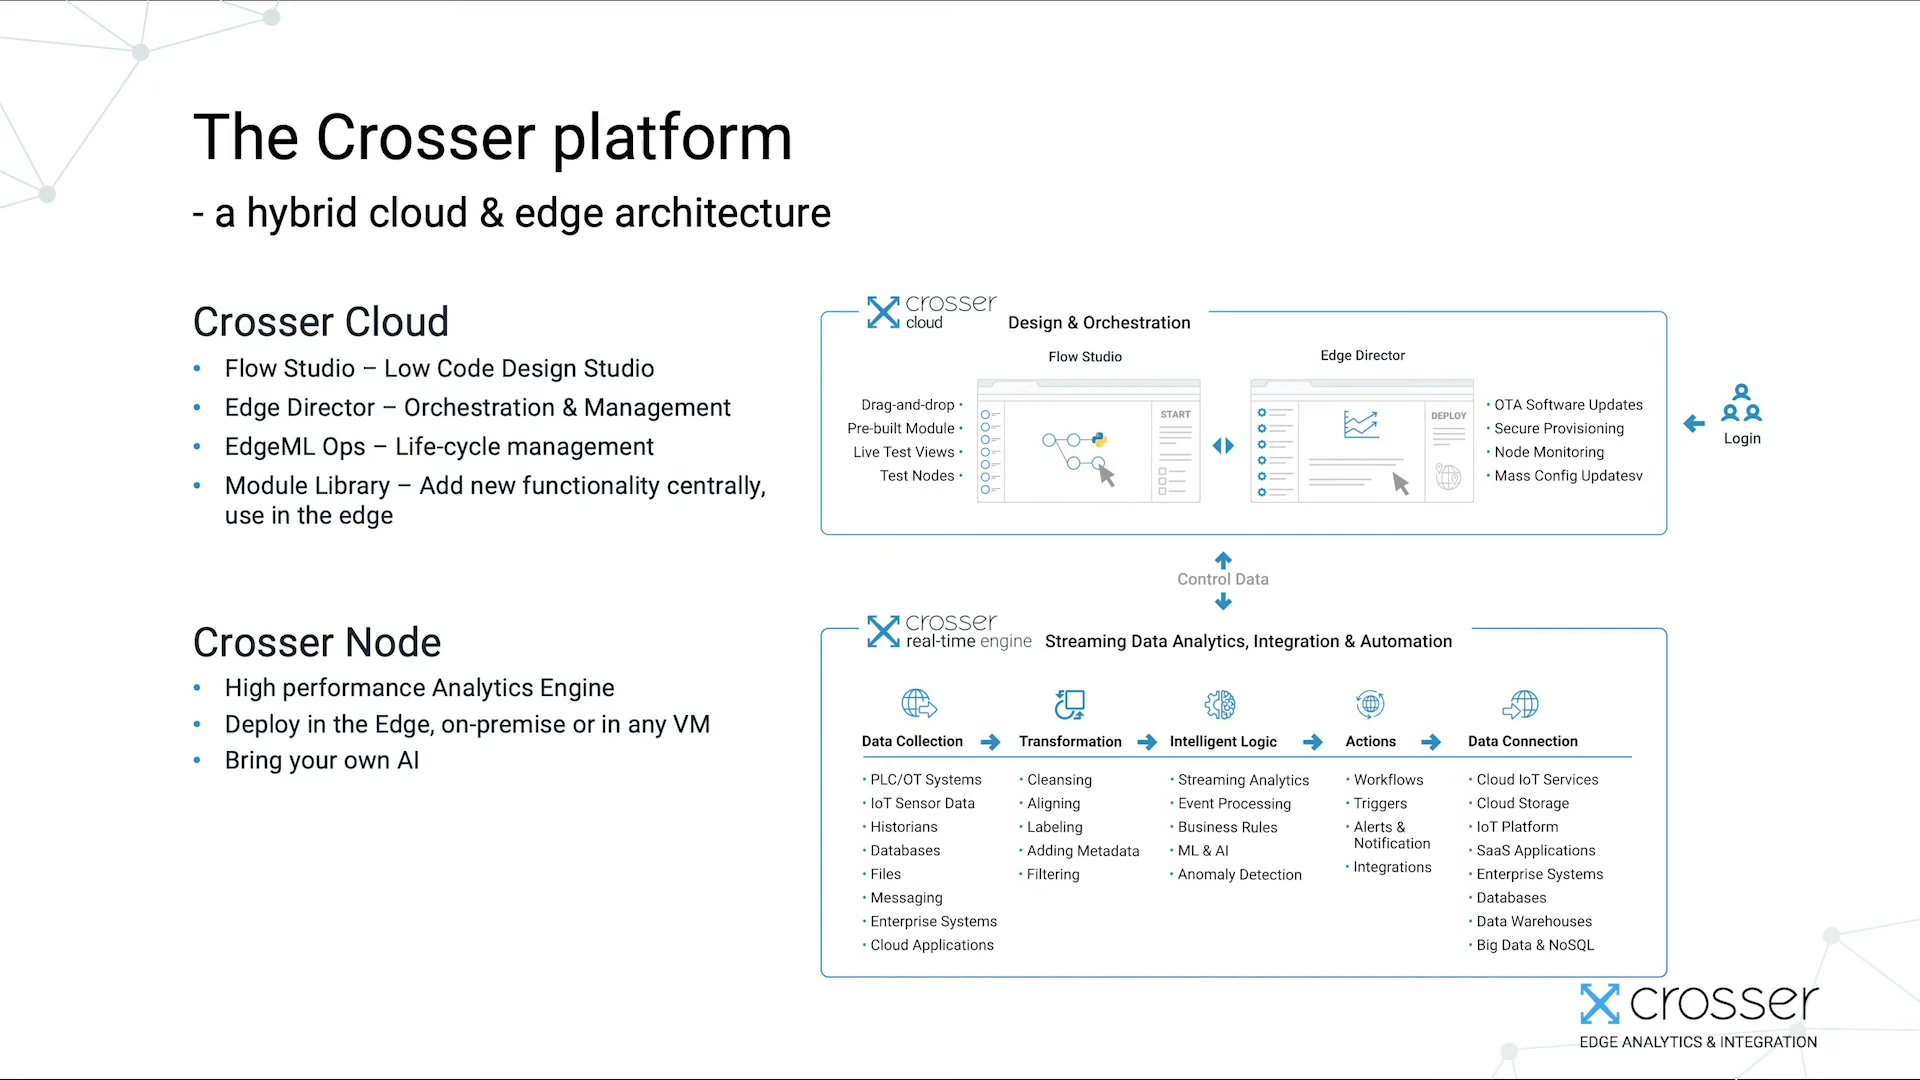 The Crosser platform
- a hybrid cloud & edge architecture
Crosser Cloud
• Flow Studio – Low Code Design Studio
• Edge Director – Orchestration & Management
• EdgeML Ops – Life-cycle management
• Module Library – Add new functionality centrally,
use in the edge
Crosser Node
• High performance Analytics Engine
• Deploy in the Edge, on-premise or in any VM
• Bring your own AI
crosser
cloud
Design & Orchestration
Flow Studio
Drag-and-drop •
Pre-built Module •
Live Test Views •
Test Nodes •
START
Edge Director
DEPLOY
• OTA Software Updates
• Secure Provisioning
• Node Monitoring
• Mass Config Updatesv
Login
Control Data
crosser
real-time engine
Streaming Data Analytics, Integration & Automation
Data Collection
• PLC/OT Systems
• IoT Sensor Data
• Historians
• Databases
• Files
• Messaging
• Enterprise Systems
• Cloud Applications
Transformation
• Cleansing
• Aligning
• Labeling
• Adding Metadata
• Filtering
Intelligent Logic
• Streaming Analytics
• Event Processing
• Business Rules
• ML & AI
• Anomaly Detection
Actions
• Workflows
• Triggers
• Alerts &
Notification
• Integrations
Data Connection
• Cloud IoT Services
• Cloud Storage
• IoT Platform
• SaaS Applications
• Enterprise Systems
• Databases
• Data Warehouses
• Big Data & NoSQL
crosser
EDGE ANALYTICS & INTEGRATION